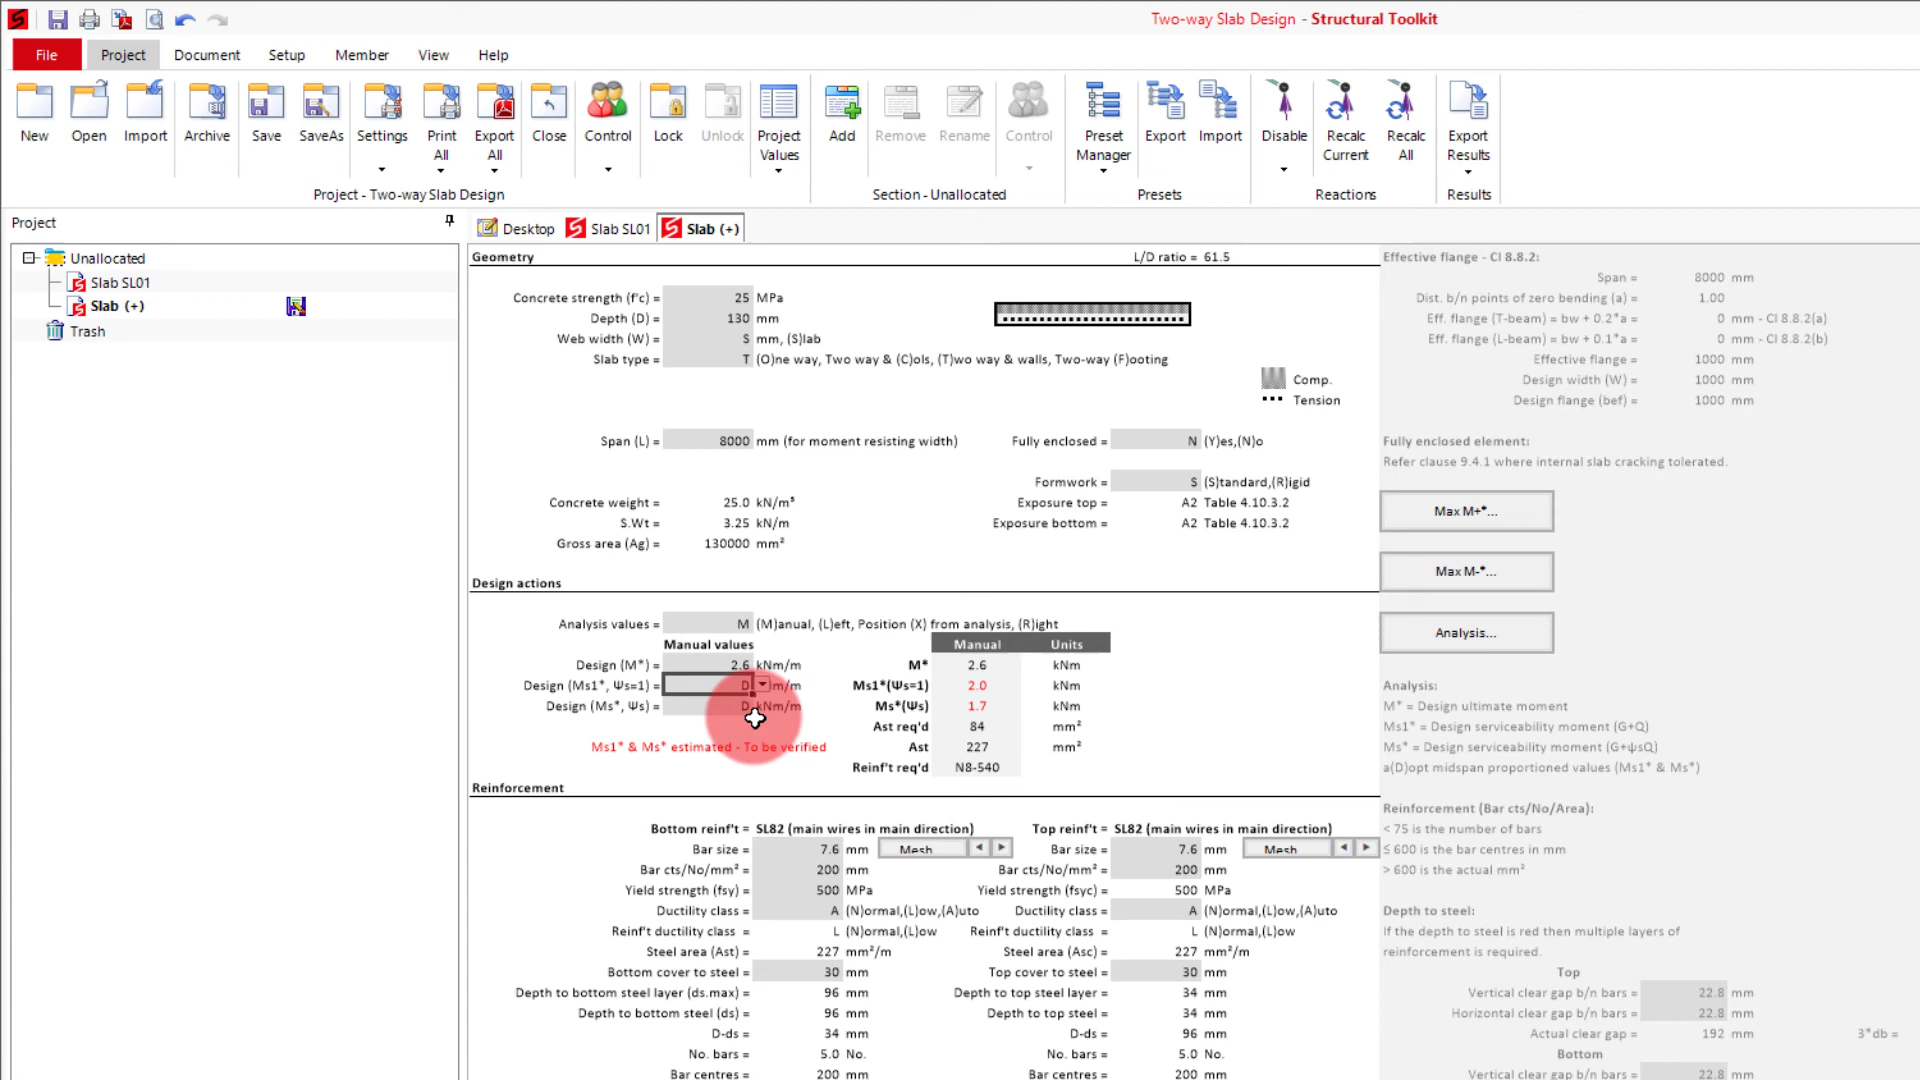 Two-way Slab Design - Structural Toolkit
File Project Document Setup Member View Help
New Open Import Archive Save SaveAs Settings Print All Export All Close Control Lock Unlock Project Values Add Remove Rename Control Preset Manager Export Import Disable Recalc Current Recalc All Export Results
Project - Two-way Slab Design Section - Unallocated Presets Reactions Results
Project
Unallocated
Slab SL01
Slab (+)
Trash
Desktop Slab SL01 Slab (+)
Geometry L/D ratio = 61.5
Concrete strength (f'c) = 25 MPa
Depth (D) = 130 mm
Web width (W) = S mm, (S)lab
Slab type = T (O)ne way, Two way & (C)ols, (T)wo way & walls, Two-way (F)ooting
Comp.
Tension
Span (L) = 8000 mm (for moment resisting width) Fully enclosed = N (Y)es,(N)o
Formwork = S (S)tandard,(R)igid
Concrete weight = 25.0 kN/m³ Exposure top = A2 Table 4.10.3.2
S.Wt = 3.25 kN/m Exposure bottom = A2 Table 4.10.3.2
Gross area (Ag) = 130000 mm²
Design actions
Analysis values = M (M)anual, (L)eft, Position (X) from analysis, (R)ight
Manual values Manual Units
Design (M*) = 2.6 kNm/m M* 2.6 kNm
Design (Ms1*, Ψs=1) = D m/m Ms1*(Ψs=1) 2.0 kNm
Design (Ms*, Ψs) = D kNm/m Ms*(Ψs) 1.7 kNm
Ast req'd 84 mm²
Ms1* & Ms* estimated - To be verified Ast 227 mm²
Reinf't req'd N8-540
Reinforcement
Bottom reinf't = SL82 (main wires in main direction) Top reinf't = SL82 (main wires in main direction)
Bar size = 7.6 mm Mesh Bar size = 7.6 mm Mesh
Bar cts/No/mm² = 200 mm Bar cts/No/mm² = 200 mm
Yield strength (fsy) = 500 MPa Yield strength (fsyc) = 500 MPa
Ductility class = A (N)ormal,(L)ow,(A)uto Ductility class = A (N)ormal,(L)ow,(A)uto
Reinf't ductility class = L (N)ormal,(L)ow Reinf't ductility class = L (N)ormal,(L)ow
Steel area (Ast) = 227 mm²/m Steel area (Asc) = 227 mm²/m
Bottom cover to steel = 30 mm Top cover to steel = 30 mm
Depth to bottom steel layer (ds.max) = 96 mm Depth to top steel layer = 34 mm
Depth to bottom steel (ds) = 96 mm Depth to top steel = 34 mm
D-ds = 34 mm D-ds = 96 mm
No. bars = 5.0 No. No. bars = 5.0 No.
Bar centres = 200 mm Bar centres = 200 mm
Effective flange - Cl 8.8.2:
Span = 8000 mm
Dist. b/n points of zero bending (a) = 1.00
Eff. flange (T-beam) = bw + 0.2*a = 0 mm - Cl 8.8.2(a)
Eff. flange (L-beam) = bw + 0.1*a = 0 mm - Cl 8.8.2(b)
Effective flange = 1000 mm
Design width (W) = 1000 mm
Design flange (bef) = 1000 mm
Fully enclosed element:
Refer clause 9.4.1 where internal slab cracking tolerated.
Max M+*...
Max M-*...
Analysis...
Analysis:
M* = Design ultimate moment
Ms1* = Design serviceability moment (G+Q)
Ms* = Design serviceability moment (G+ψsQ)
a(D)opt midspan proportioned values (Ms1* & Ms*)
Reinforcement (Bar cts/No/Area):
< 75 is the number of bars
≤ 600 is the bar centres in mm
> 600 is the actual mm²
Depth to steel:
If the depth to steel is red then multiple layers of
reinforcement is required.
Top
Vertical clear gap b/n bars = 22.8 mm
Horizontal clear gap b/n bars = 22.8 mm
Actual clear gap = 192 mm 3*db =
Bottom
Vertical clear gap b/n bars = 22.8 mm